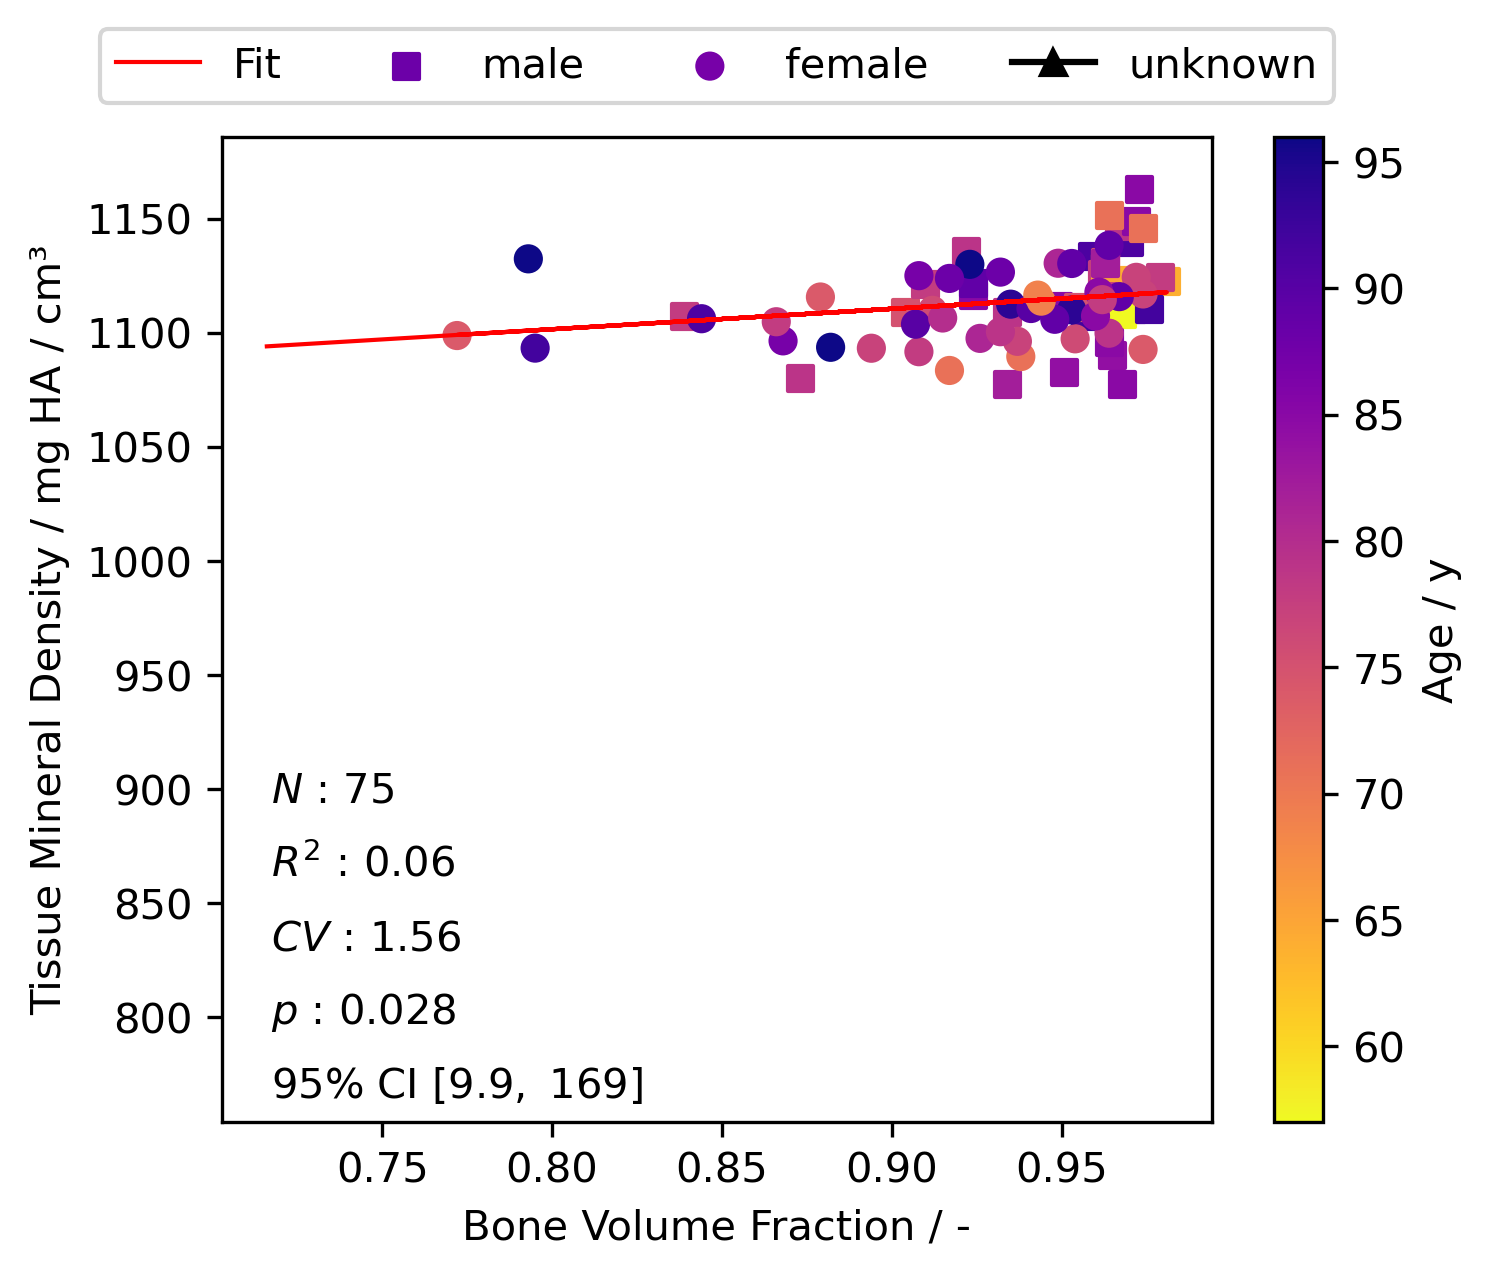 Fit male female unknown
1150
1100
1050
1000
950
900
850
800
Tissue Mineral Density / mg HA / cm³
N : 75
R² : 0.06
CV : 1.56
p : 0.028
95% CI [9.9, 169]
0.75 0.80 0.85 0.90 0.95
Bone Volume Fraction / -
95
90
85
80
75
70
65
60
Age / y